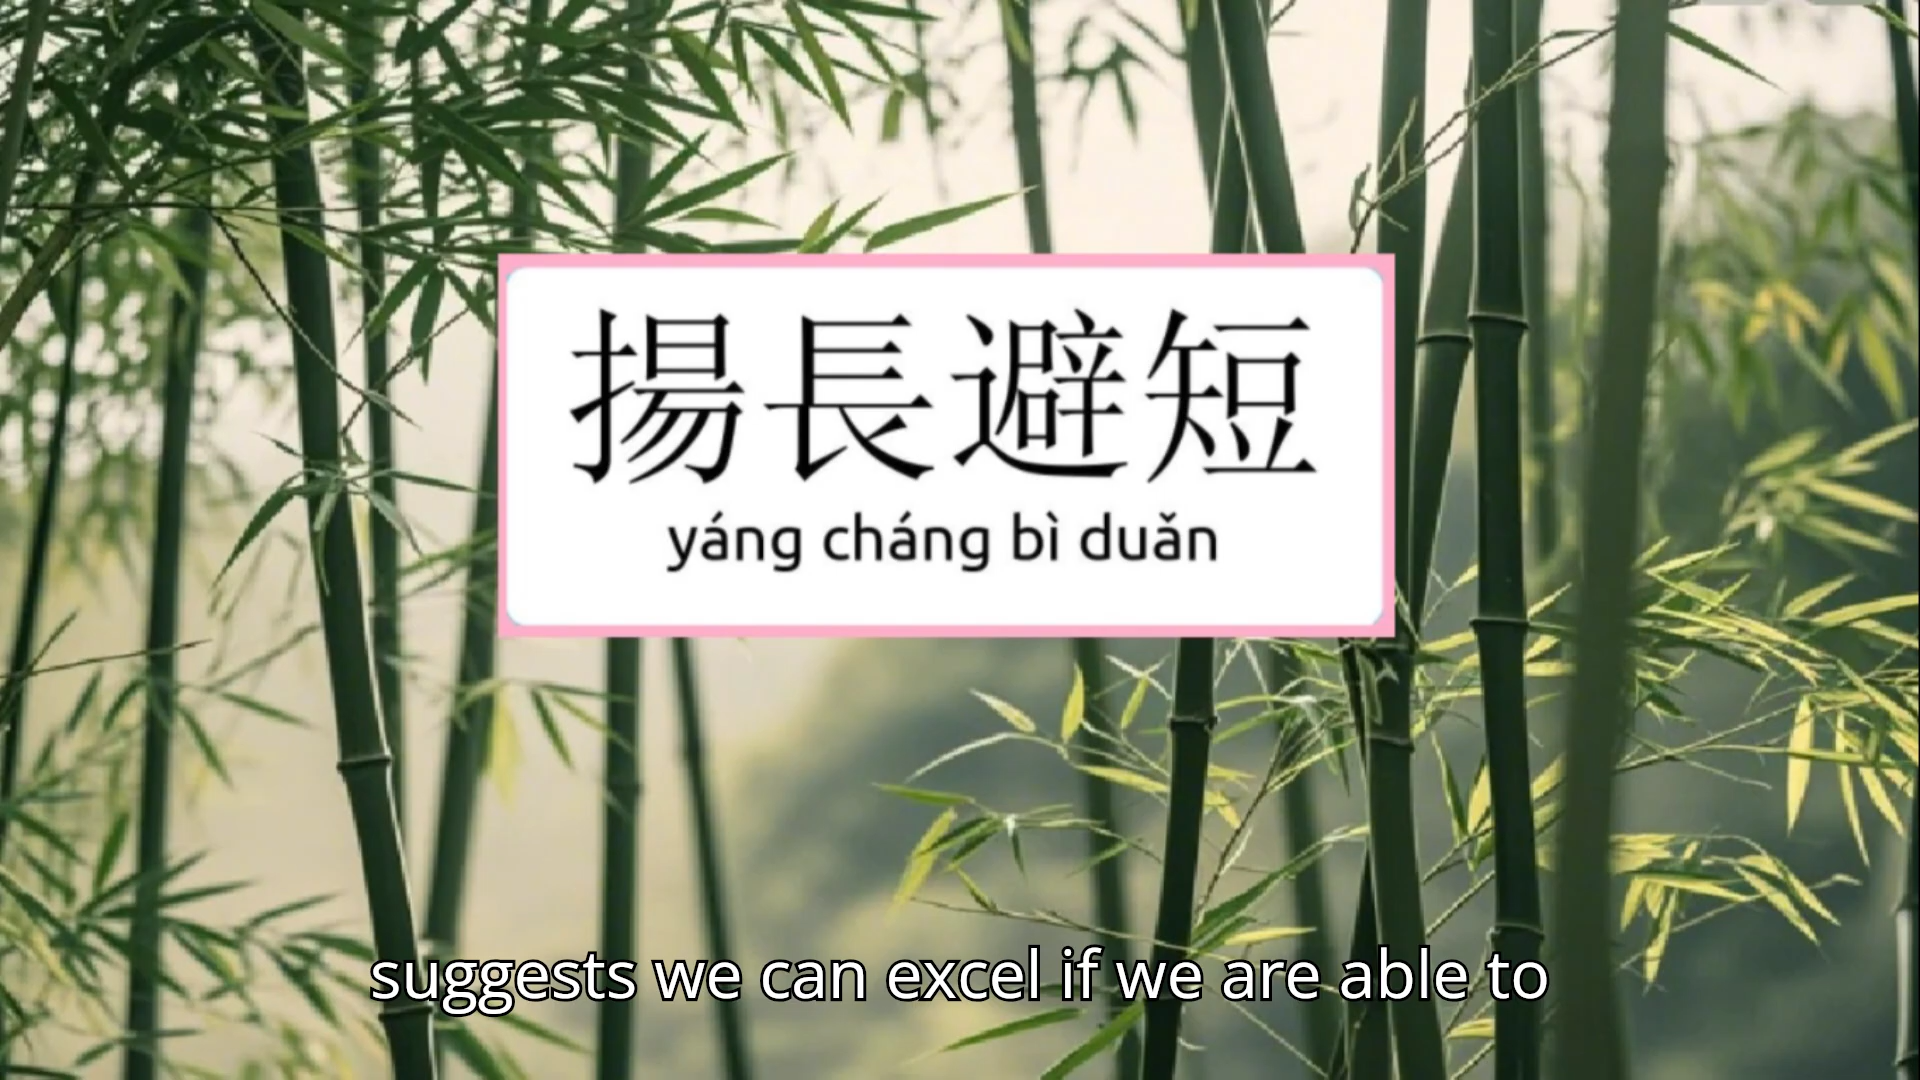 揚長避短
yáng cháng bì duǎn
suggests we can excel if we are able to